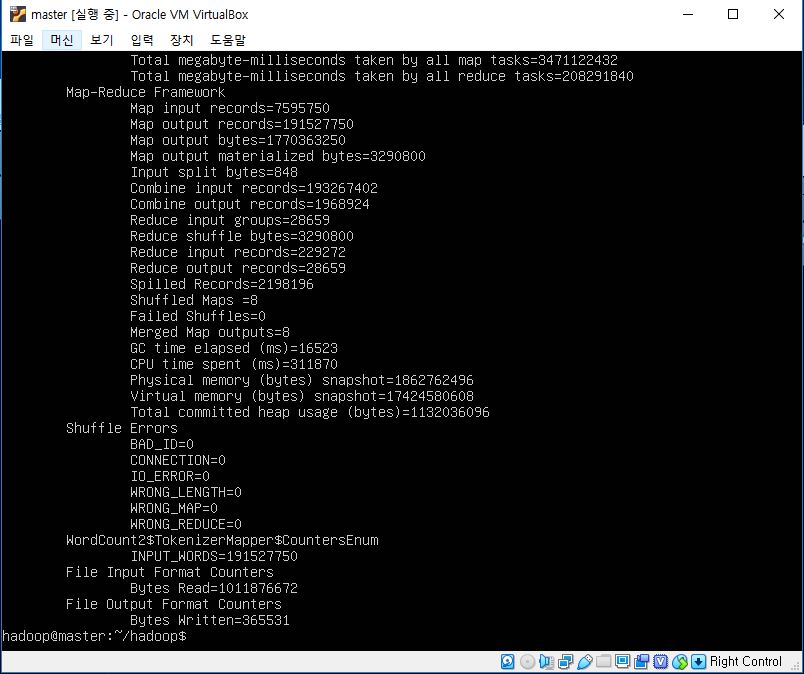 master [실행 중] - Oracle VM VirtualBox
파일 머신 보기 입력 장치 도움말
Total megabyte-milliseconds taken by all map tasks=3471122432
Total megabyte-milliseconds taken by all reduce tasks=208291840
Map-Reduce Framework
Map input records=7595750
Map output records=191527750
Map output bytes=1770363250
Map output materialized bytes=3290800
Input split bytes=848
Combine input records=193267402
Combine output records=1968924
Reduce input groups=28659
Reduce shuffle bytes=3290800
Reduce input records=229272
Reduce output records=28659
Spilled Records=2198196
Shuffled Maps =8
Failed Shuffles=0
Merged Map outputs=8
GC time elapsed (ms)=16523
CPU time spent (ms)=311870
Physical memory (bytes) snapshot=1862762496
Virtual memory (bytes) snapshot=17424580608
Total committed heap usage (bytes)=1132036096
Shuffle Errors
BAD_ID=0
CONNECTION=0
IO_ERROR=0
WRONG_LENGTH=0
WRONG_MAP=0
WRONG_REDUCE=0
WordCount2$TokenizerMapper$CountersEnum
INPUT_WORDS=191527750
File Input Format Counters
Bytes Read=1011876672
File Output Format Counters
Bytes Written=365531
hadoop@master:~/hadoop$
Right Control